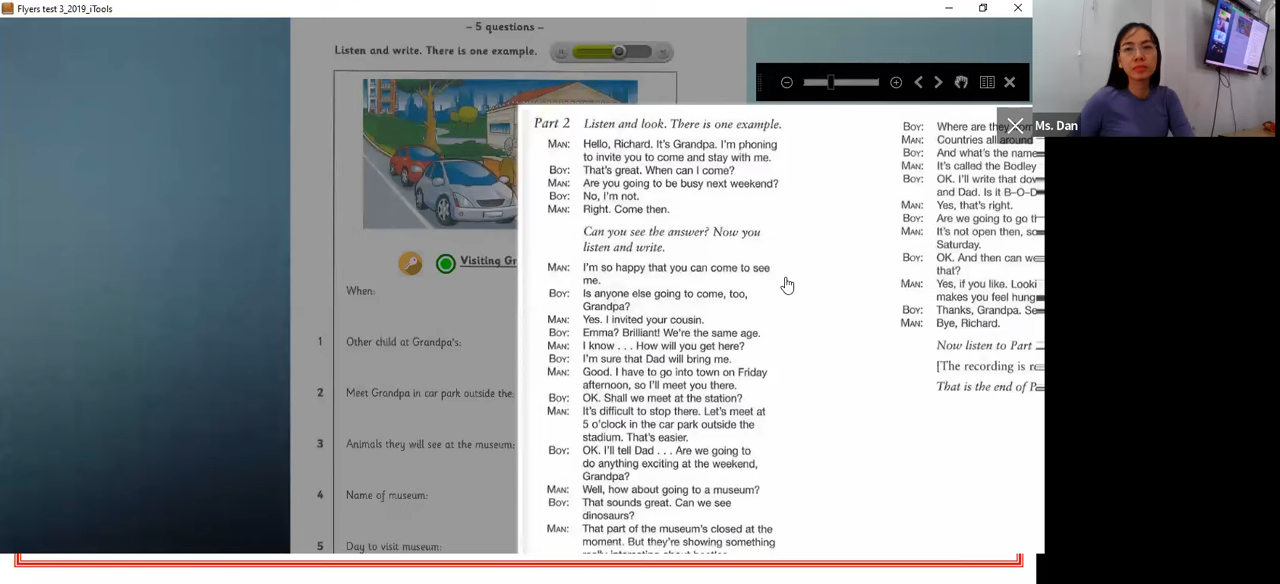 Flyers test 3_2019_iTools
– 5 questions –
Listen and write. There is one example.
When:
1 Other child at Grandpa's:
2 Meet Grandpa in car park outside the:
3 Animals they will see at the museum:
4 Name of museum:
5 Day to visit museum:
Part 2 Listen and look. There is one example.
MAN: Hello, Richard. It's Grandpa. I'm phoning
to invite you to come and stay with me.
BOY: That's great. When can I come?
MAN: Are you going to be busy next weekend?
BOY: No, I'm not.
MAN: Right. Come then.
Can you see the answer? Now you
listen and write.
MAN: I'm so happy that you can come to see
me.
BOY: Is anyone else going to come, too,
Grandpa?
MAN: Yes. I invited your cousin.
BOY: Emma? Brilliant! We're the same age.
MAN: I know . . . How will you get here?
BOY: I'm sure that Dad will bring me.
MAN: Good. I have to go into town on Friday
afternoon, so I'll meet you there.
BOY: OK. Shall we meet at the station?
MAN: It's difficult to stop there. Let's meet at
5 o'clock in the car park outside the
stadium. That's easier.
BOY: OK. I'll tell Dad . . . Are we going to
do anything exciting at the weekend,
Grandpa?
MAN: Well, how about going to a museum?
BOY: That sounds great. Can we see
dinosaurs?
MAN: That part of the museum's closed at the
moment. But they're showing something
really interesting about beetles
BOY: Where are they
MAN: Countries all around
BOY: And what's the name
MAN: It's called the Bodley
BOY: OK. I'll write that
and Dad. Is it B–O–D
MAN: Yes, that's right.
BOY: Are we going to go
MAN: It's not open then,
Saturday.
BOY: OK. And then can
that?
MAN: Yes, if you like.
makes you feel
BOY: Thanks, Grandpa.
MAN: Bye, Richard.
Now listen to Part
[The recording is
That is the end of
Ms. Dan